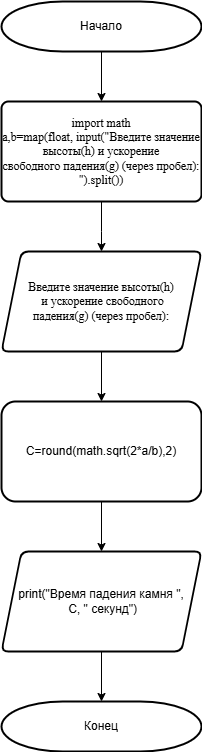 Начало
import math
a,b=map(float, input("Введите значение
высоты(h) и ускорение
свободного падения(g) (через пробел):
").split())
Введите значение высоты(h)
и ускорение свободного
падения(g) (через пробел):
C=round(math.sqrt(2*a/b),2)
print("Время падения камня ",
C, " секунд")
Конец